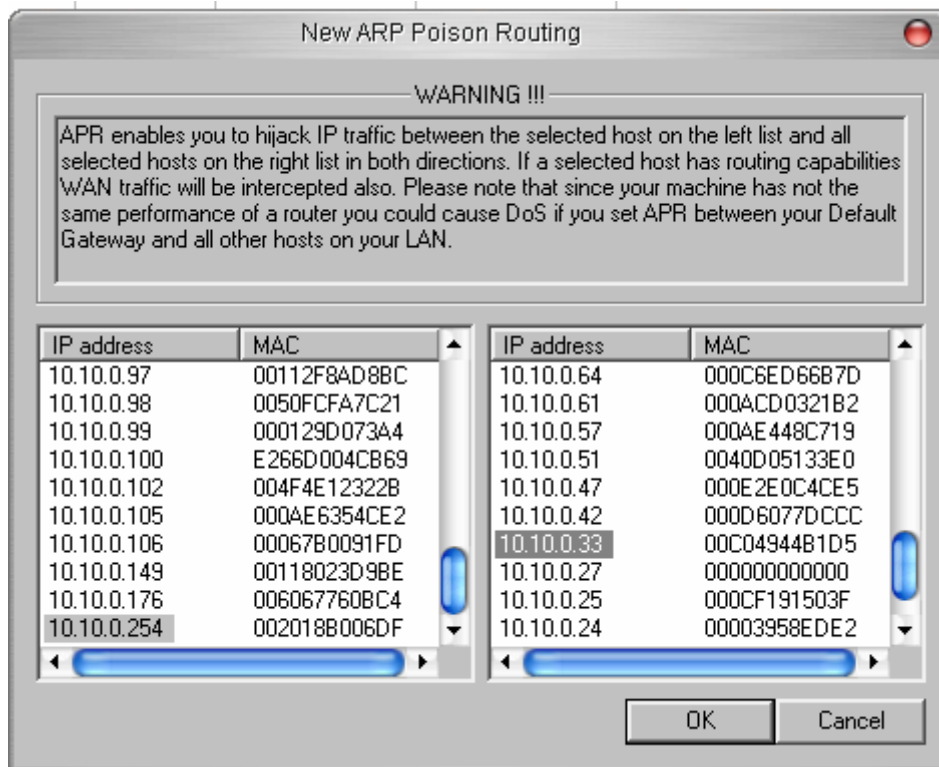 New ARP Poison Routing
WARNING !!!
APR enables you to hijack IP traffic between the selected host on the left list and all
selected hosts on the right list in both directions. If a selected host has routing capabilities
WAN traffic will be intercepted also. Please note that since your machine has not the
same performance of a router you could cause DoS if you set APR between your Default
Gateway and all other hosts on your LAN.
IP address MAC
10.10.0.97 00112F8AD8BC
10.10.0.98 0050FCFA7C21
10.10.0.99 000129D073A4
10.10.0.100 E266D004CB69
10.10.0.102 004F4E12322B
10.10.0.105 000AE6354CE2
10.10.0.106 00067B0091FD
10.10.0.149 00118023D9BE
10.10.0.176 006067760BC4
10.10.0.254 002018B006DF
IP address MAC
10.10.0.64 000C6ED66B7D
10.10.0.61 000ACD0321B2
10.10.0.57 000AE448C719
10.10.0.51 0040D05133E0
10.10.0.47 000E2E0C4CE5
10.10.0.42 000D6077DCCC
10.10.0.33 00C04944B1D5
10.10.0.27 000000000000
10.10.0.25 000CF191503F
10.10.0.24 00003958EDE2
OK Cancel